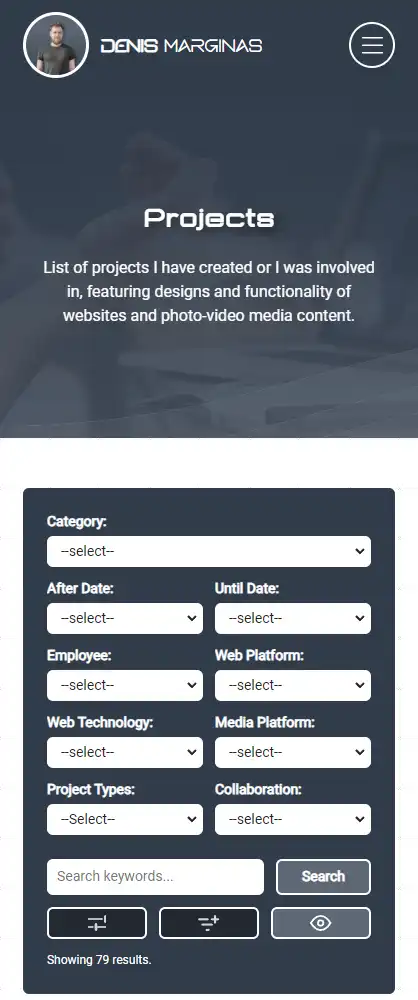 DENIS MARGINAS
Projects
List of projects I have created or I was involved
in, featuring designs and functionality of
websites and photo-video media content.
Category:
--select--
After Date: Until Date:
--select-- --select--
Employee: Web Platform:
--select-- --select--
Web Technology: Media Platform:
--select-- --select--
Project Types: Collaboration:
--Select-- --select--
Search keywords... Search
Showing 79 results.